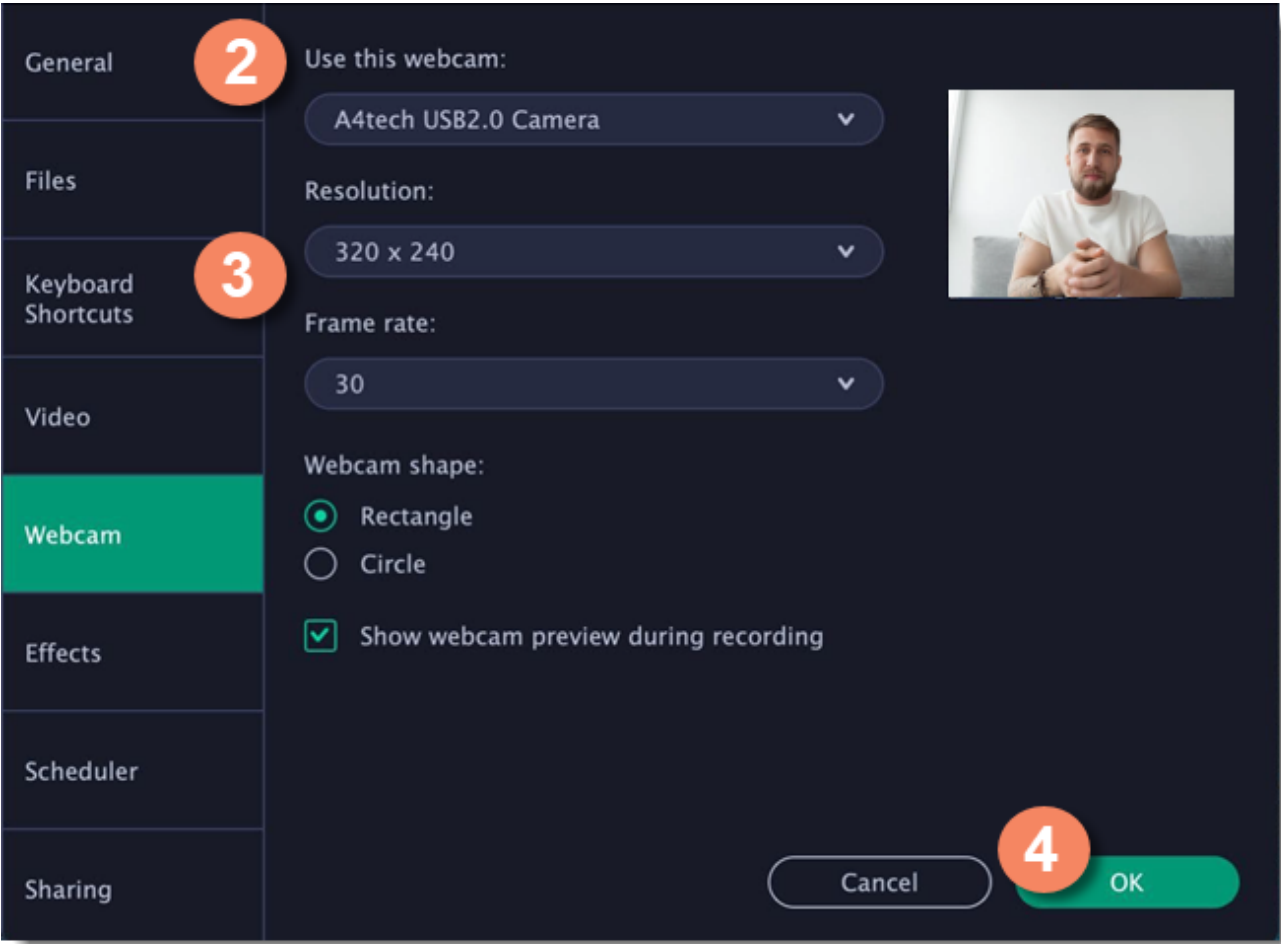 General
Files
Keyboard
Shortcuts
Video
Webcam
Effects
Scheduler
Sharing
2
Use this webcam:
A4tech USB2.0 Camera
Resolution:
3
320 x 240
Frame rate:
30
Webcam shape:
Rectangle
Circle
Show webcam preview during recording
Cancel
4
OK